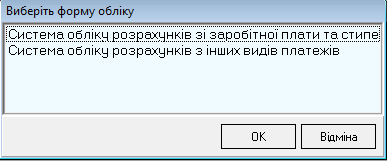 Виберіть форму обліку
Система обліку розрахунків зі заробітної плати та стипе
Система обліку розрахунків з інших видів платежів
OK
Відміна